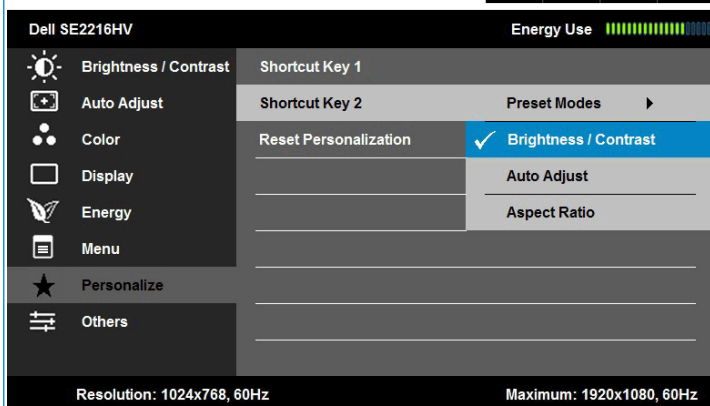 Dell SE2216HV Energy Use
Brightness / Contrast Shortcut Key 1
Auto Adjust Shortcut Key 2 Preset Modes
Color Reset Personalization Brightness / Contrast
Display Auto Adjust
Energy Aspect Ratio
Menu
Personalize
Others
Resolution: 1024x768, 60Hz Maximum: 1920x1080, 60Hz